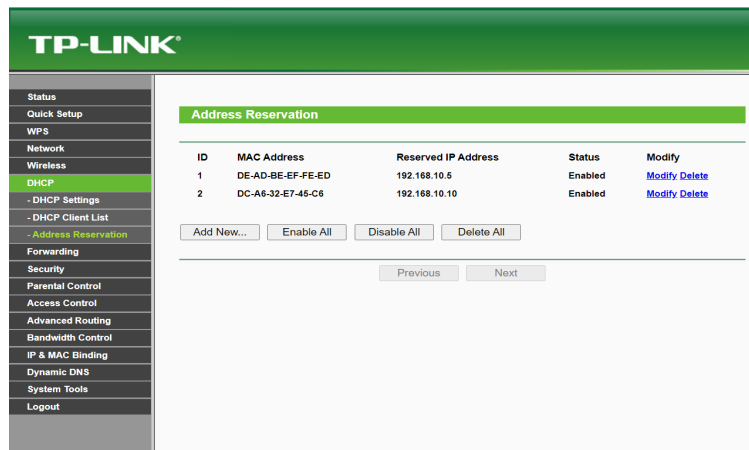 TP-LINK®
Status
Quick Setup
WPS
Network
Wireless
DHCP
- DHCP Settings
- DHCP Client List
- Address Reservation
Forwarding
Security
Parental Control
Access Control
Advanced Routing
Bandwidth Control
IP & MAC Binding
Dynamic DNS
System Tools
Logout
Address Reservation
ID MAC Address Reserved IP Address Status Modify
1 DE-AD-BE-EF-FE-ED 192.168.10.5 Enabled Modify Delete
2 DC-A6-32-E7-45-C6 192.168.10.10 Enabled Modify Delete
Add New... Enable All Disable All Delete All
Previous Next